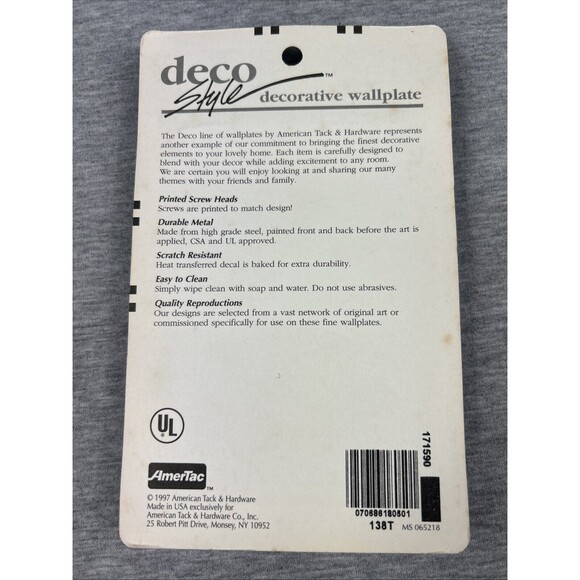 deco
Style™
decorative wallplate
The Deco line of wallplates by American Tack & Hardware represents
another example of our commitment to bringing the finest decorative
elements to your lovely home. Each item is carefully designed to
blend with your decor while adding excitement to any room.
We are certain you will enjoy looking at and sharing our many
themes with your friends and family.
Printed Screw Heads
Screws are printed to match design!
Durable Metal
Made from high grade steel, painted front and back before the art is
applied, CSA and UL approved.
Scratch Resistant
Heat transferred decal is baked for extra durability.
Easy to Clean
Simply wipe clean with soap and water. Do not use abrasives.
Quality Reproductions
Our designs are selected from a vast network of original art or
commissioned specifically for use on these fine wallplates.
UL®
AmerTac™
© 1997 American Tack & Hardware
Made in USA exclusively for
American Tack & Hardware Co., Inc.
25 Robert Pitt Drive, Monsey, NY 10952
171590
070686180601
138T
MS 065218